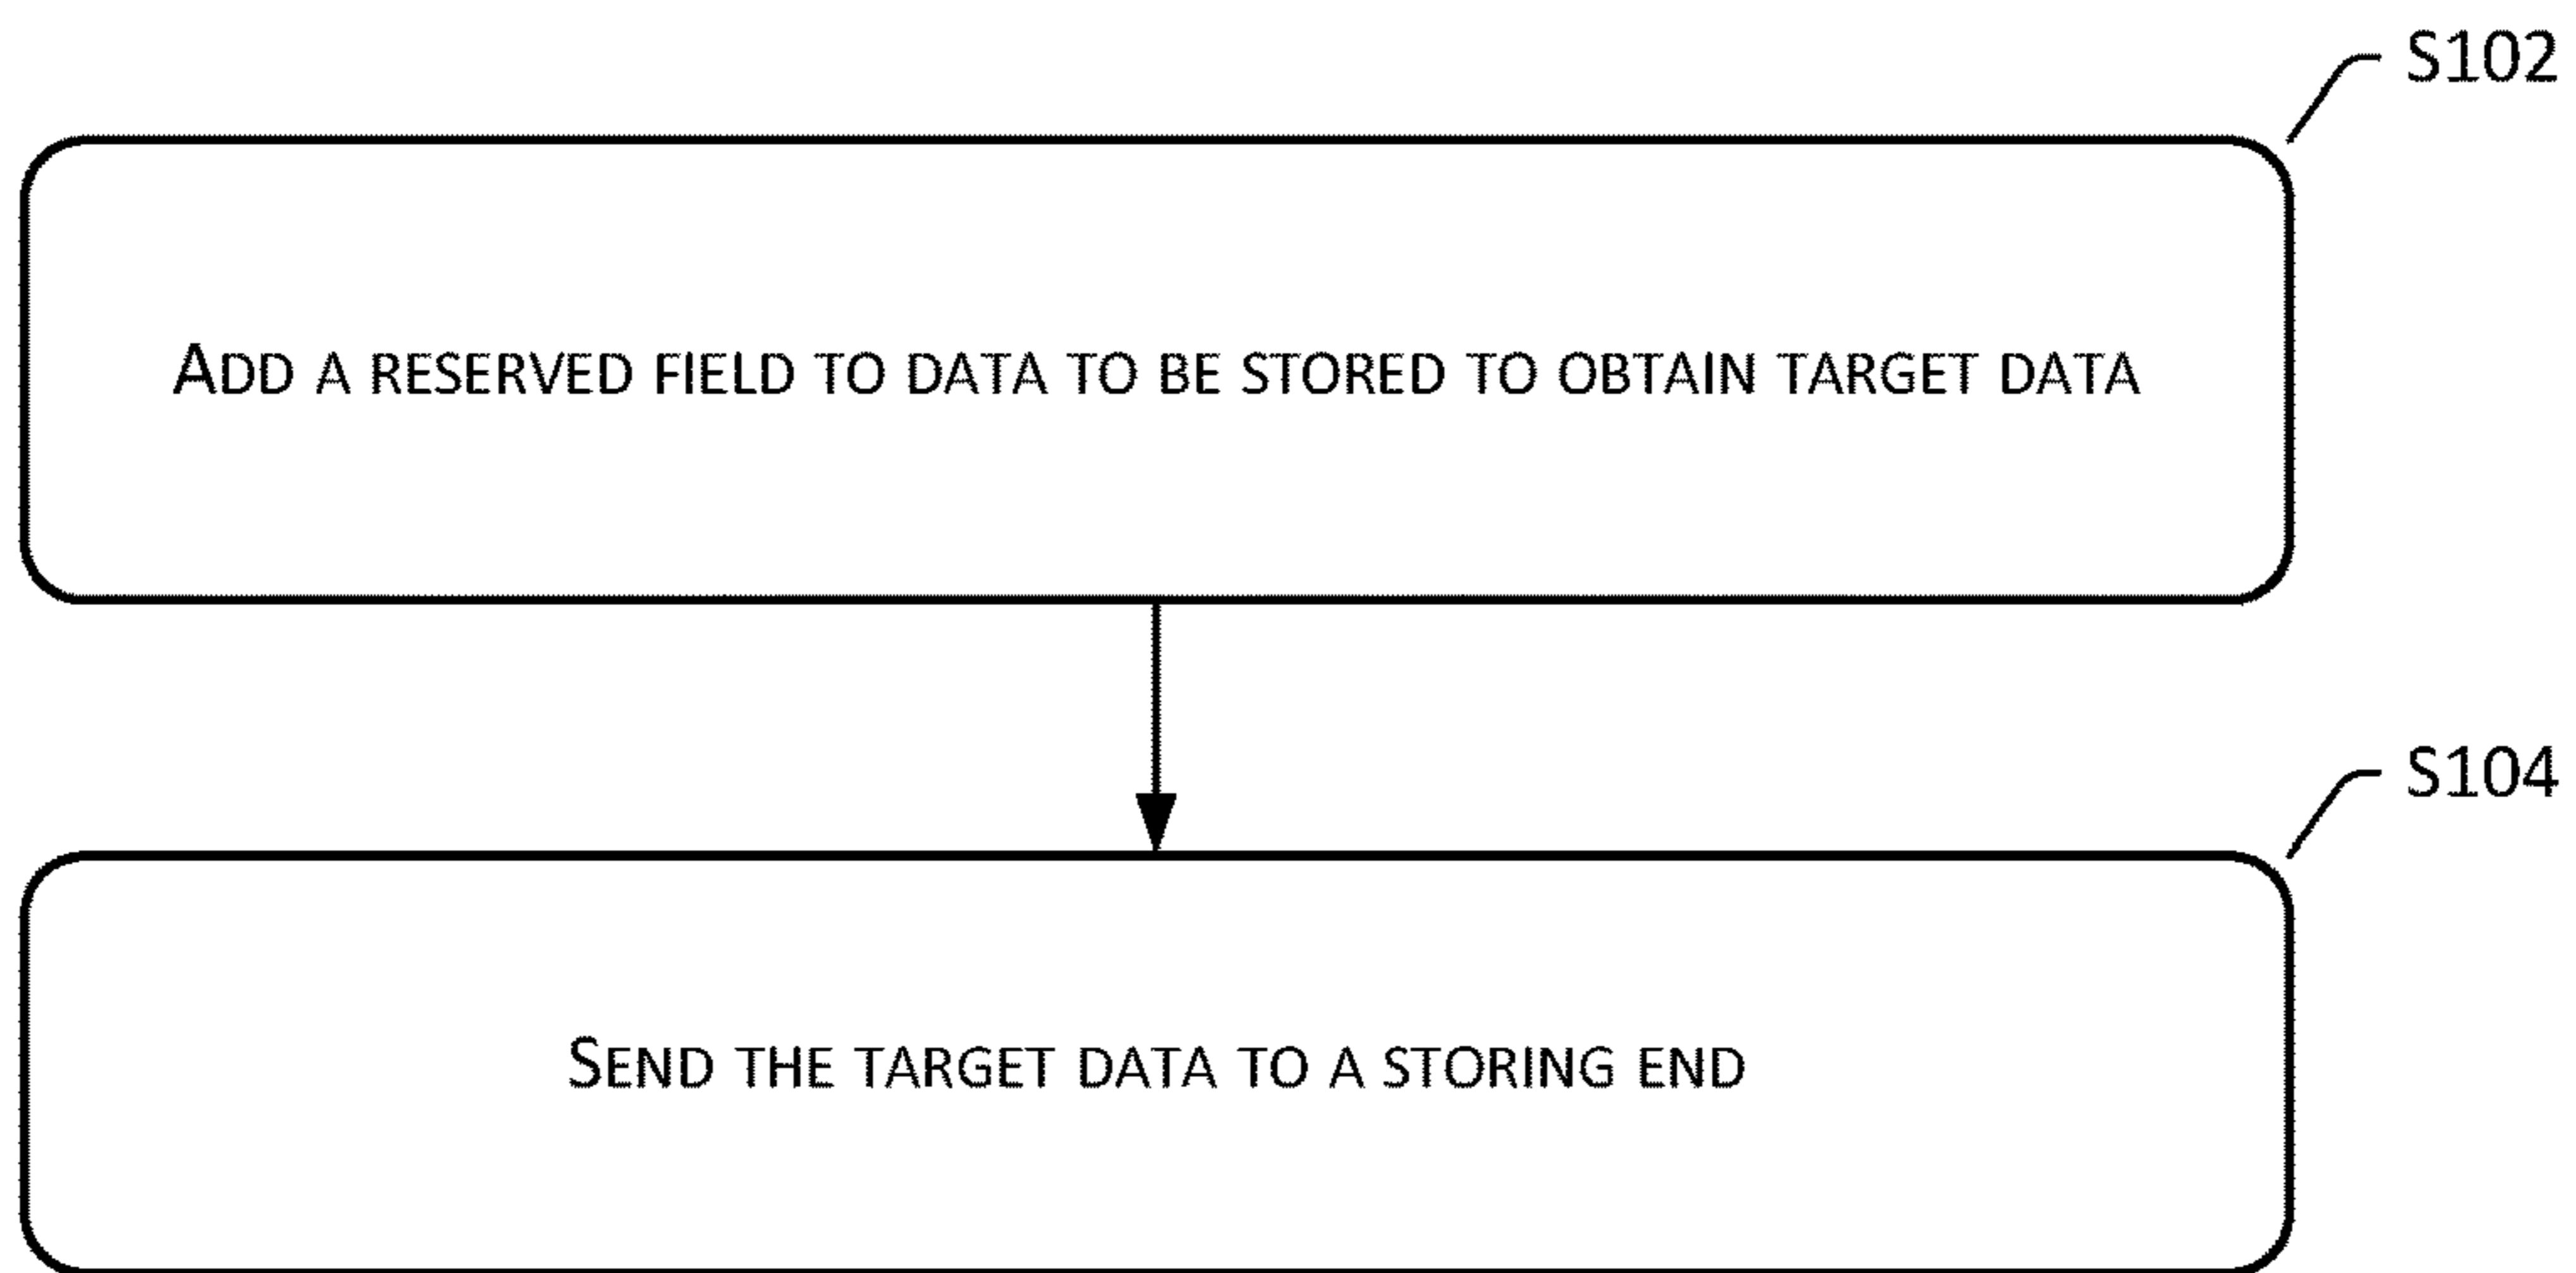 S102
ADD A RESERVED FIELD TO DATA TO BE STORED TO OBTAIN TARGET DATA
S104
SEND THE TARGET DATA TO A STORING END